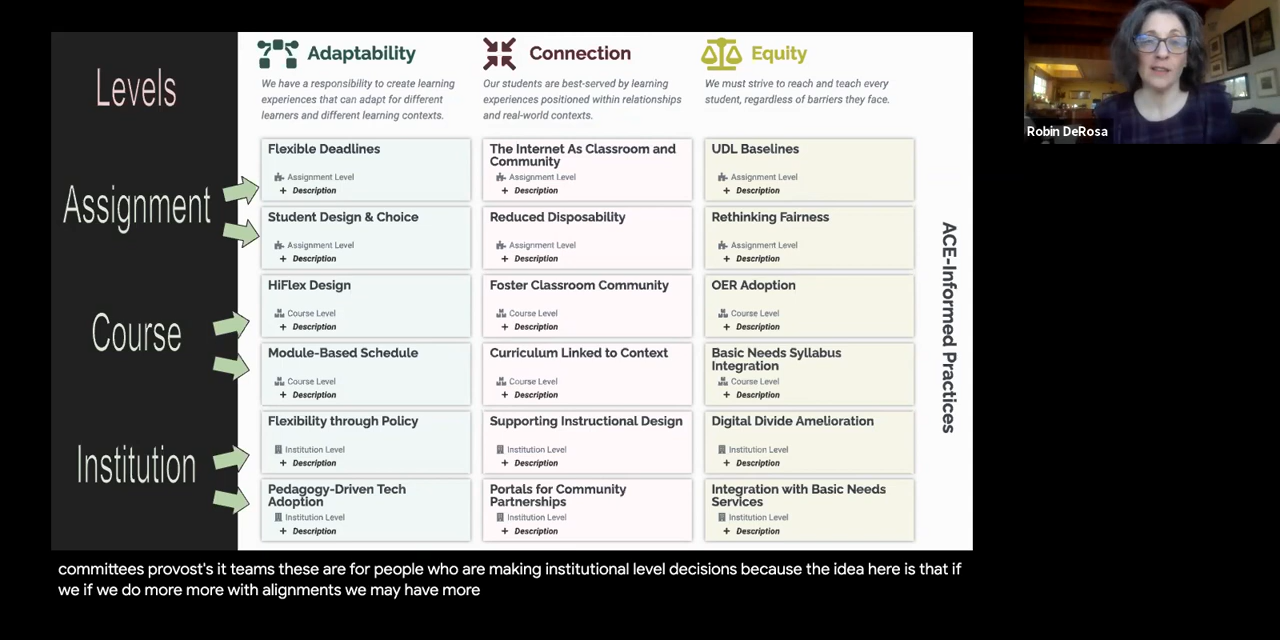 Levels
Assignment
Course
Institution
Adaptability
We have a responsibility to create learning
experiences that can adapt for different
learners and different learning contexts.
Flexible Deadlines
Assignment Level
+ Description
Student Design & Choice
Assignment Level
+ Description
HiFlex Design
Course Level
+ Description
Module-Based Schedule
Course Level
+ Description
Flexibility through Policy
Institution Level
+ Description
Pedagogy-Driven Tech
Adoption
Institution Level
+ Description
Connection
Our students are best-served by learning
experiences positioned within relationships
and real-world contexts.
The Internet As Classroom and
Community
Assignment Level
+ Description
Reduced Disposability
Assignment Level
+ Description
Foster Classroom Community
Course Level
+ Description
Curriculum Linked to Context
Course Level
+ Description
Supporting Instructional Design
Institution Level
+ Description
Portals for Community
Partnerships
Institution Level
+ Description
Equity
We must strive to reach and teach every
student, regardless of barriers they face.
UDL Baselines
Assignment Level
+ Description
Rethinking Fairness
Assignment Level
+ Description
OER Adoption
Course Level
+ Description
Basic Needs Syllabus
Integration
Course Level
+ Description
Digital Divide Amelioration
Institution Level
+ Description
Integration with Basic Needs
Services
Institution Level
+ Description
ACE-Informed Practices
Robin DeRosa
committees provost's it teams these are for people who are making institutional level decisions because the idea here is that if
we if we do more more with alignments we may have more